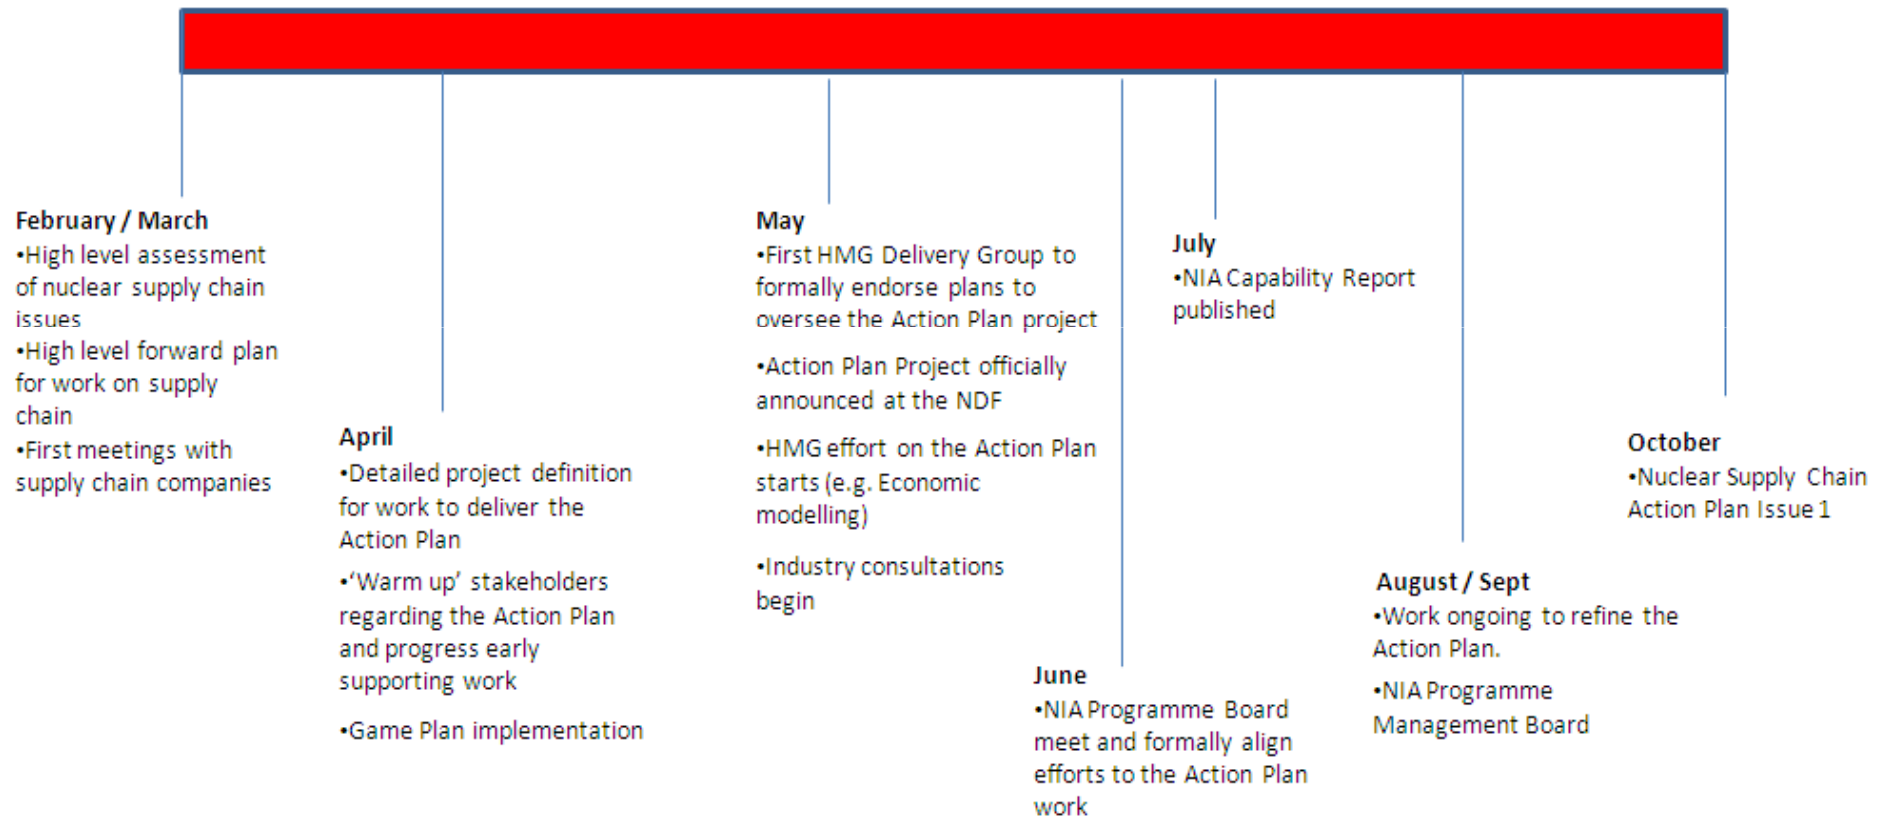 February / March
•High level assessment
of nuclear supply chain
issues
•High level forward plan
for work on supply
chain
•First meetings with
supply chain companies
April
•Detailed project definition
for work to deliver the
Action Plan
•‘Warm up’ stakeholders
regarding the Action Plan
and progress early
supporting work
•Game Plan implementation
May
•First HMG Delivery Group to
formally endorse plans to
oversee the Action Plan project
•Action Plan Project officially
announced at the NDF
•HMG effort on the Action Plan
starts (e.g. Economic
modelling)
•Industry consultations
begin
June
•NIA Programme Board
meet and formally align
efforts to the Action Plan
work
July
•NIA Capability Report
published
August / Sept
•Work ongoing to refine the
Action Plan.
•NIA Programme
Management Board
October
•Nuclear Supply Chain
Action Plan Issue 1